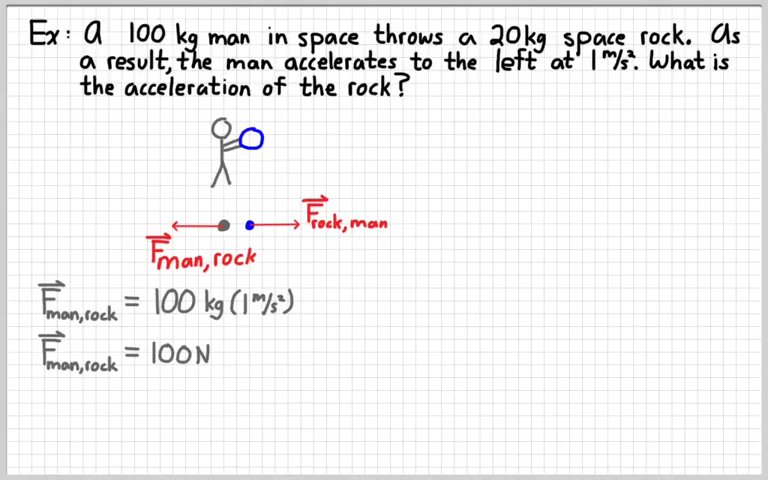 Ex: A 100 kg man in space throws a 20kg space rock. As
a result, the man accelerates to the left at 1 m/s². What is
the acceleration of the rock?
F rock, man
F man, rock
F man, rock = 100 kg (1 m/s²)
F man, rock = 100N